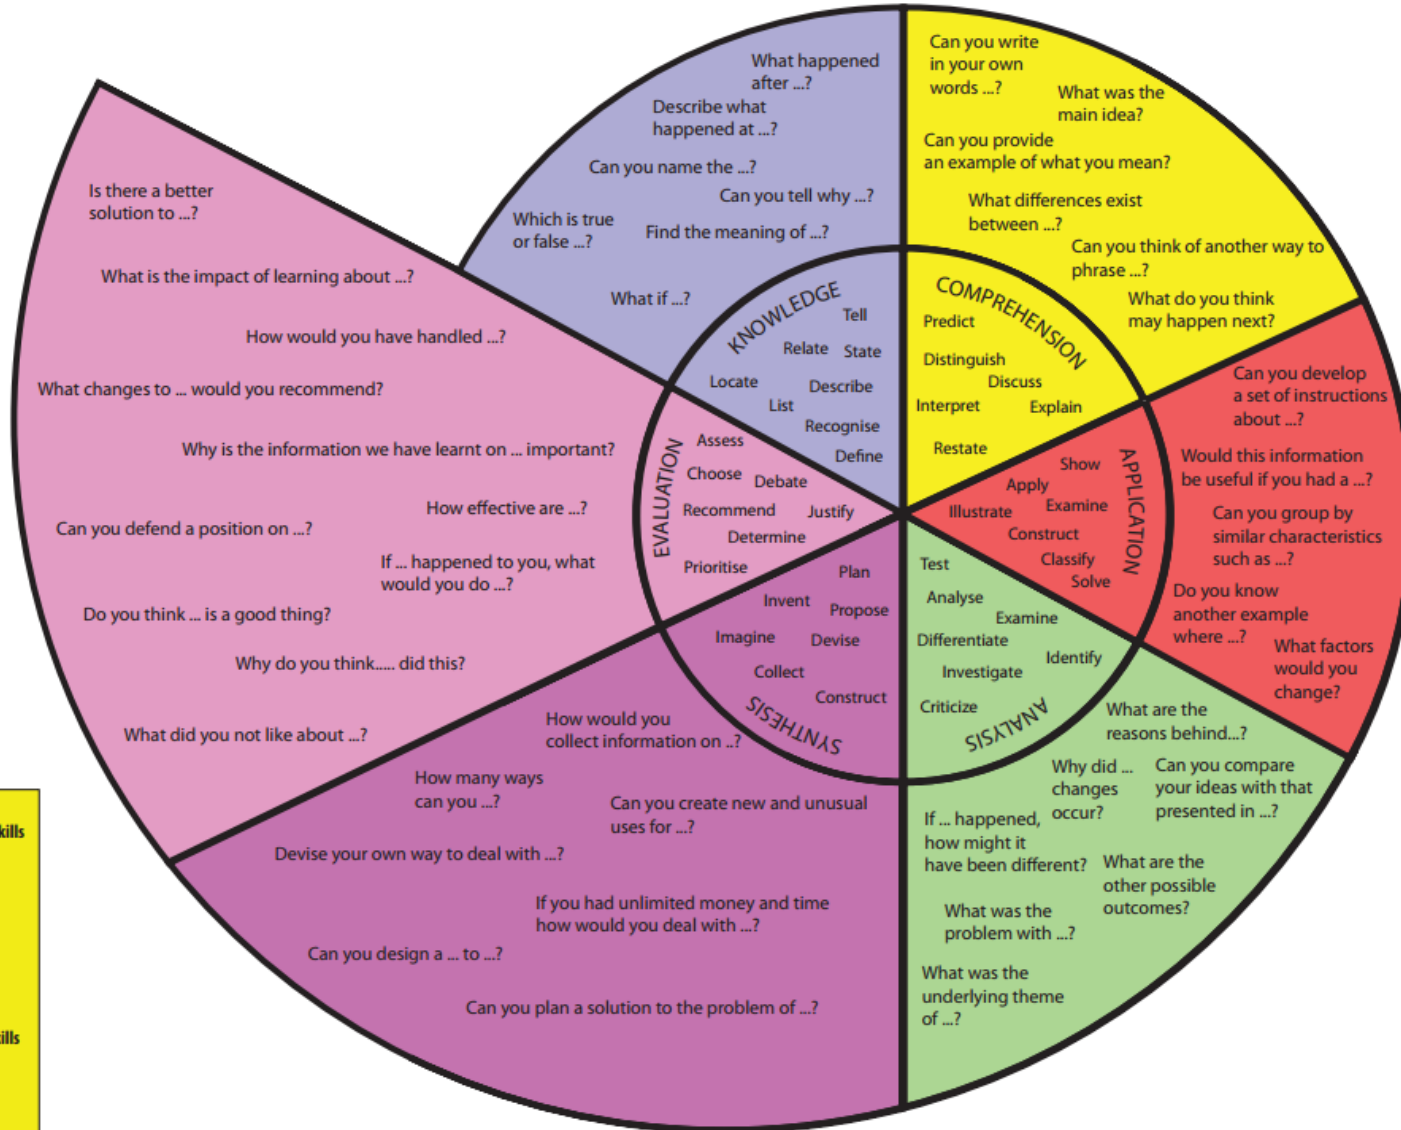 What happened
after ...?
Describe what
happened at ...?
Can you name the ...?
Can you tell why ...?
Which is true
or false ...?
Find the meaning of ...?
What if ...?
KNOWLEDGE
Tell
Relate
State
Locate
Describe
List
Recognise
Define
Can you write
in your own
words ...?
What was the
main idea?
Can you provide
an example of what you mean?
What differences exist
between ...?
Can you think of another way to
phrase ...?
What do you think
may happen next?
COMPREHENSION
Predict
Distinguish
Discuss
Interpret
Explain
Restate
Can you develop
a set of instructions
about ...?
Would this information
be useful if you had a ...?
Can you group by
similar characteristics
such as ...?
Do you know
another example
where ...?
What factors
would you
change?
APPLICATION
Show
Apply
Illustrate
Examine
Construct
Classify
Solve
Test
Analyse
Examine
Differentiate
Identify
Investigate
Criticize
ANALYSIS
What are the
reasons behind...?
Why did ...
changes
occur?
Can you compare
your ideas with that
presented in ...?
If ... happened,
how might it
have been different?
What are the
other possible
outcomes?
What was the
problem with ...?
What was the
underlying theme
of ...?
Plan
Invent
Propose
Imagine
Devise
Collect
Construct
SYNTHESIS
How would you
collect information on ..?
How many ways
can you ...?
Can you create new and unusual
uses for ...?
Devise your own way to deal with ...?
If you had unlimited money and time
how would you deal with ...?
Can you design a ... to ...?
Can you plan a solution to the problem of ...?
EVALUATION
Assess
Choose
Debate
Recommend
Justify
Determine
Prioritise
Is there a better
solution to ...?
What is the impact of learning about ...?
How would you have handled ...?
What changes to ... would you recommend?
Why is the information we have learnt on ... important?
How effective are ...?
Can you defend a position on ...?
If ... happened to you, what
would you do ...?
Do you think ... is a good thing?
Why do you think..... did this?
What did you not like about ...?